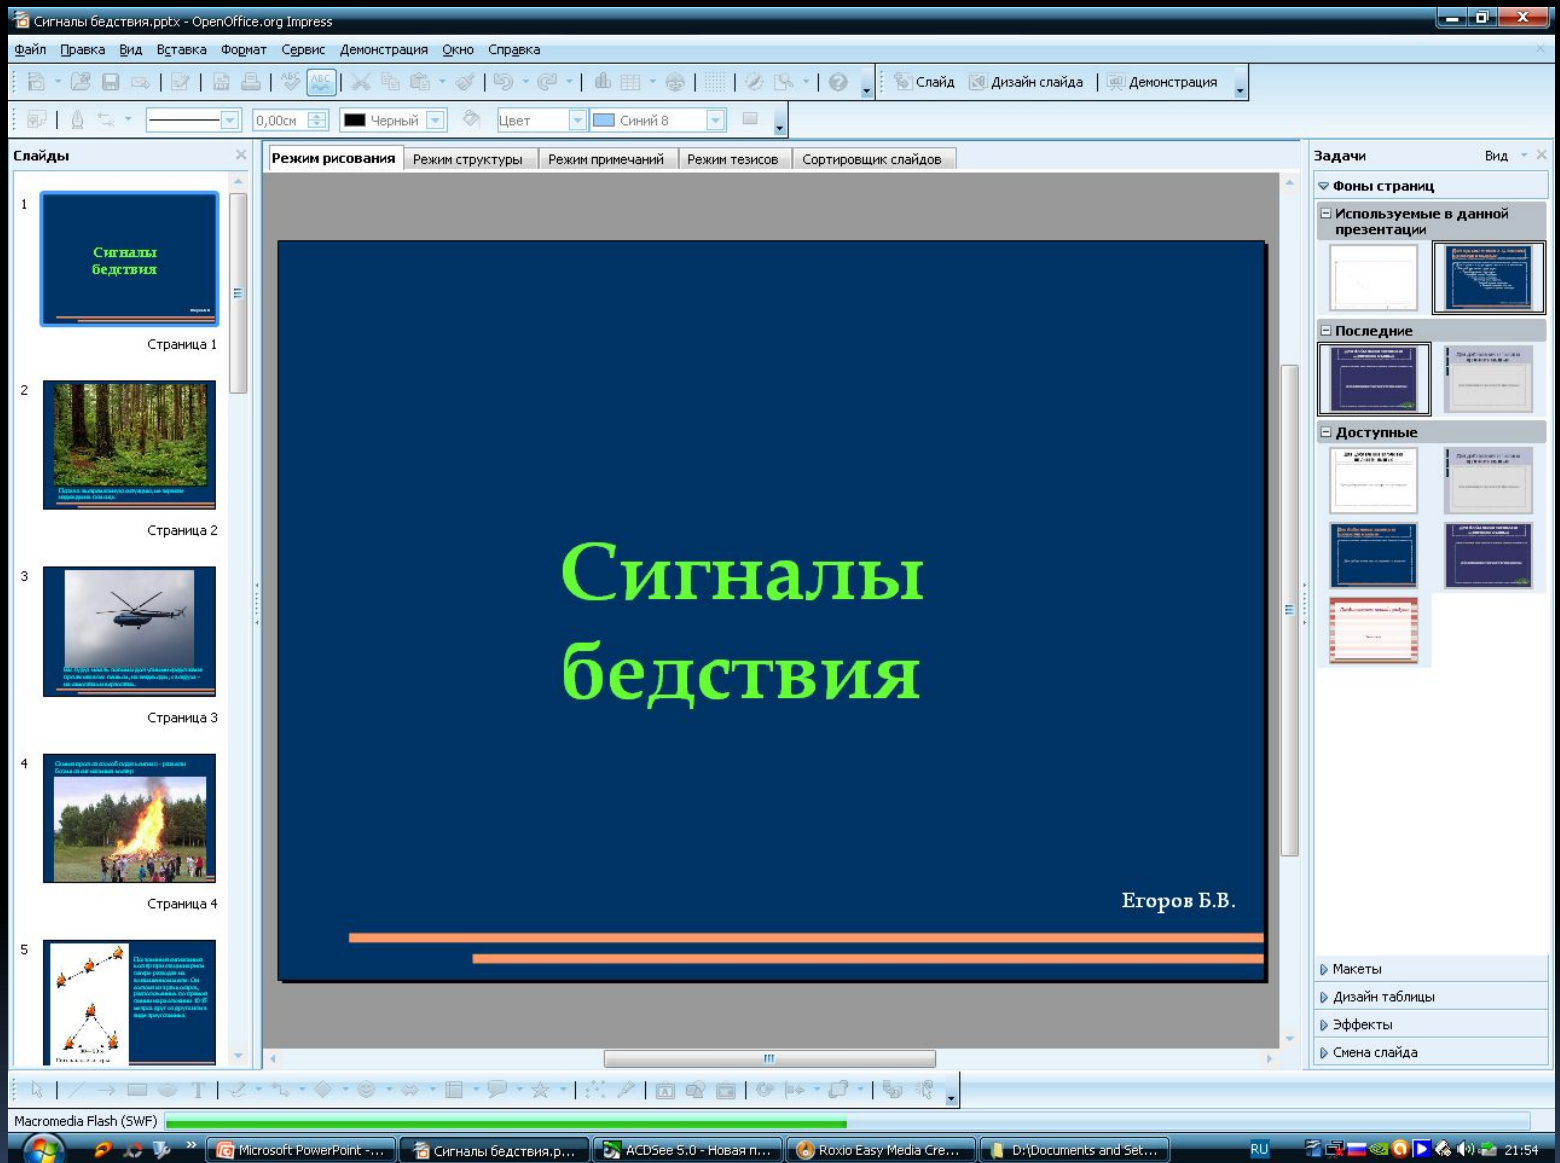 Сигналы бедствия.pptx - OpenOffice.org Impress
Файл Правка Вид Вставка Формат Сервис Демонстрация Окно Справка
Слайд Дизайн слайда Демонстрация
0,00см Черный Цвет Синий 8
Слайды
Режим рисования Режим структуры Режим примечаний Режим тезисов Сортировщик слайдов
1
Сигналы
бедствия
Страница 1
2
Страница 2
3
Страница 3
4
Страница 4
5
Сигналы
бедствия
Егоров Б.В.
Задачи Вид
Фоны страниц
Используемые в данной
презентации
Последние
Доступные
Макеты
Дизайн таблицы
Эффекты
Смена слайда
Macromedia Flash (SWF)
Microsoft PowerPoint -... Сигналы бедствия.p... ACDSee 5.0 - Новая п... Roxio Easy Media Cre... D:\Documents and Set... RU 21:54